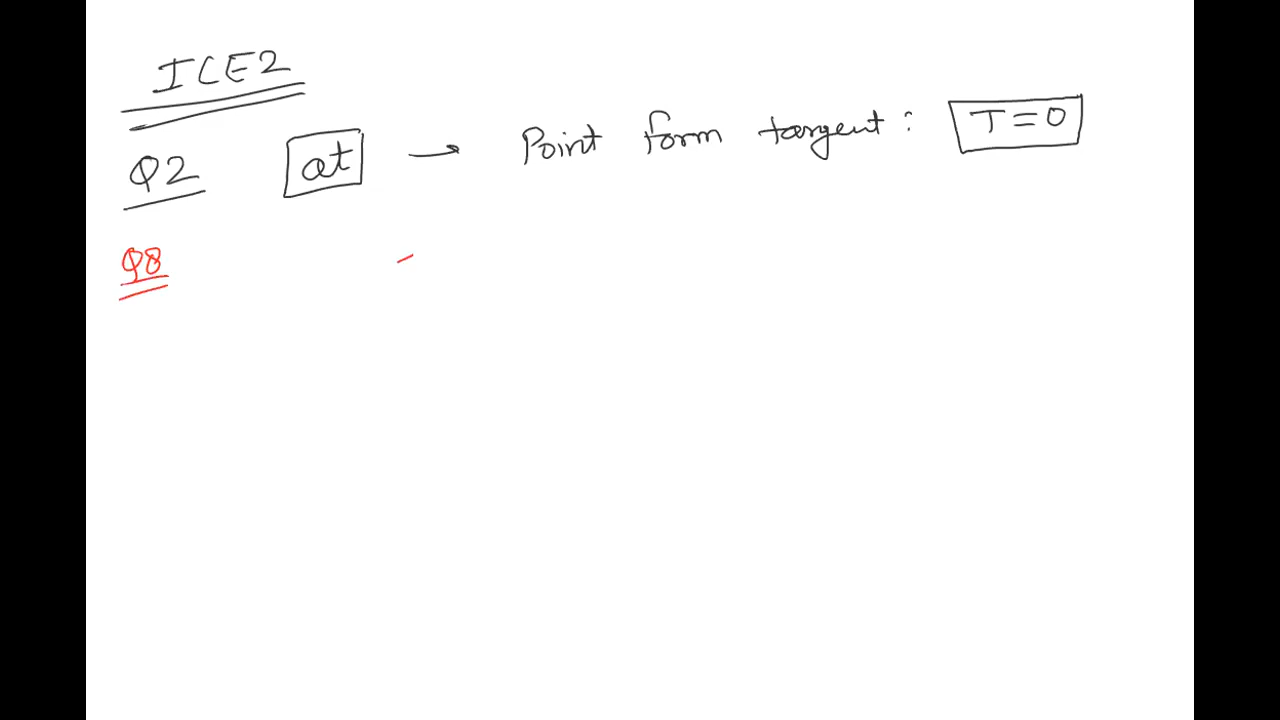 ICE2
Q2 at → Point form tangent: T=0
Q8